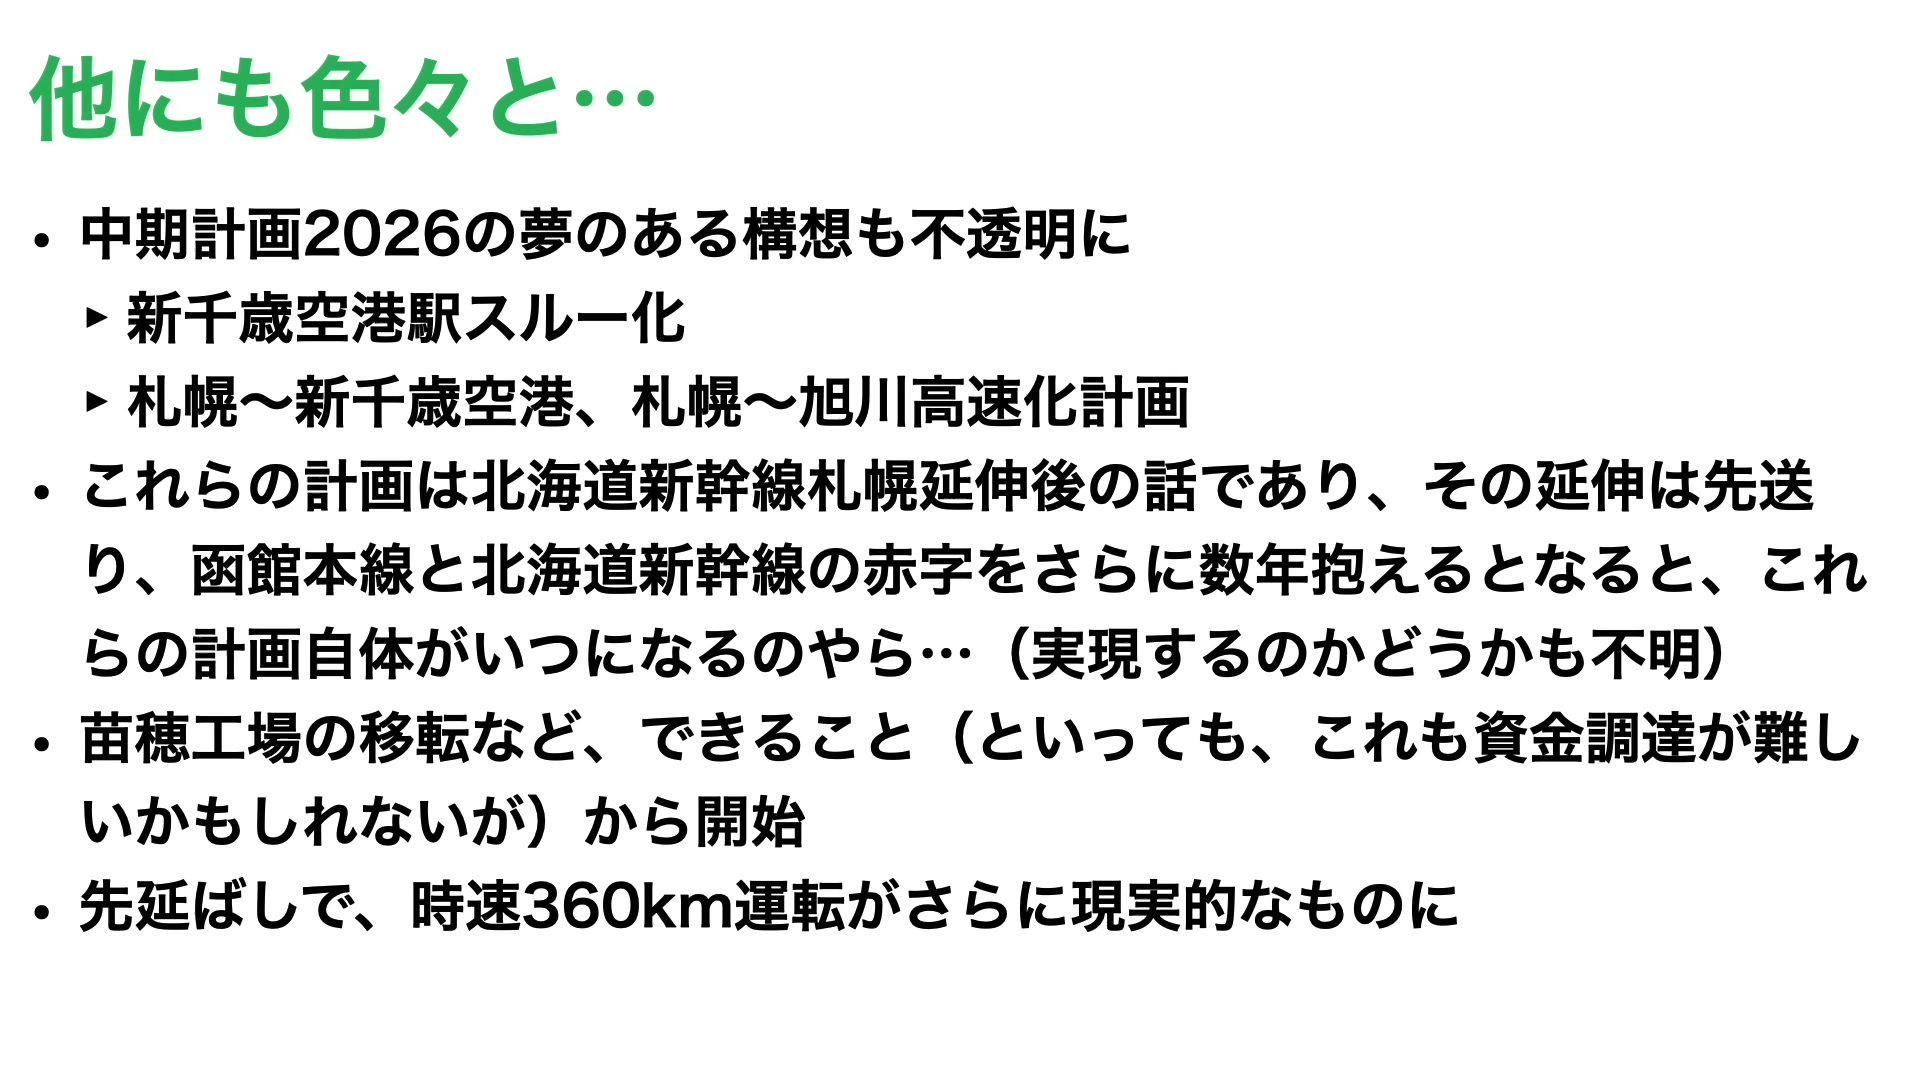 他にも色々と…
• 中期計画2026の夢のある構想も不透明に
▸ 新千歳空港駅スルー化
▸ 札幌〜新千歳空港、札幌〜旭川高速化計画
• これらの計画は北海道新幹線札幌延伸後の話であり、その延伸は先送
り、函館本線と北海道新幹線の赤字をさらに数年抱えるとなると、これ
らの計画自体がいつになるのやら…（実現するのかどうかも不明）
• 苗穂工場の移転など、できること（といっても、これも資金調達が難し
いかもしれないが）から開始
• 先延ばしで、時速360km運転がさらに現実的なものに